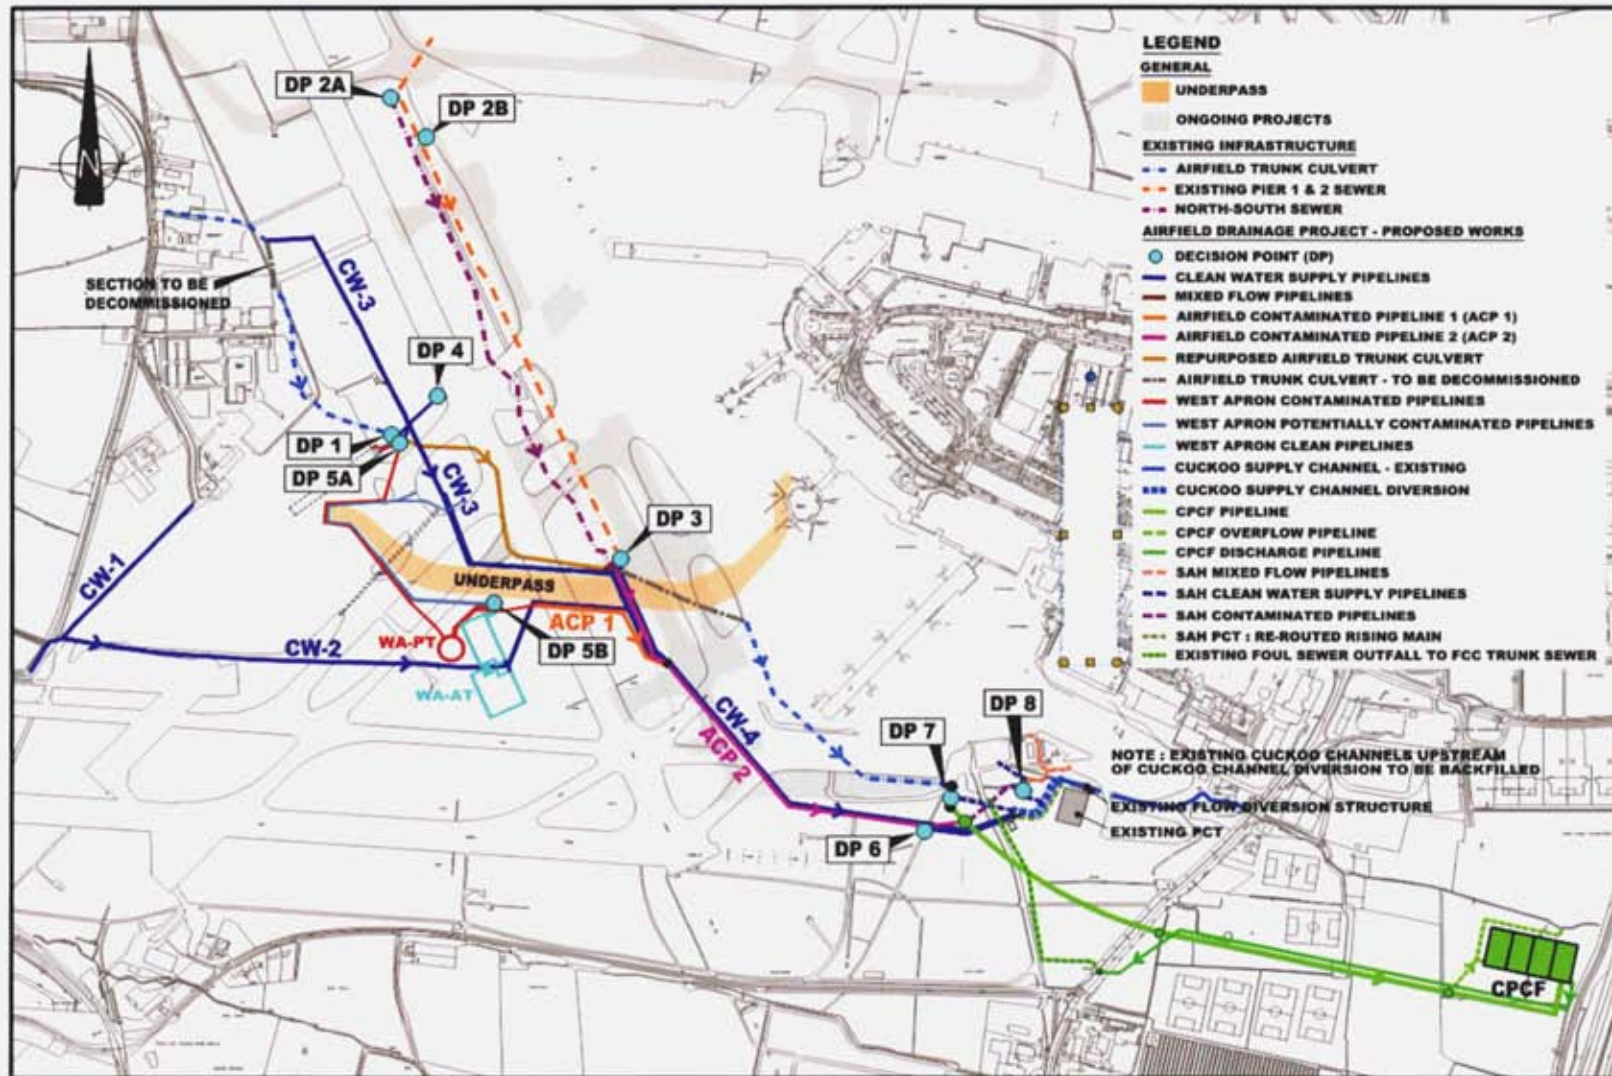 LEGEND
GENERAL
UNDERPASS
ONGOING PROJECTS
EXISTING INFRASTRUCTURE
AIRFIELD TRUNK CULVERT
EXISTING PIER 1 & 2 SEWER
NORTH-SOUTH SEWER
AIRFIELD DRAINAGE PROJECT - PROPOSED WORKS
DECISION POINT (DP)
CLEAN WATER SUPPLY PIPELINES
MIXED FLOW PIPELINES
AIRFIELD CONTAMINATED PIPELINE 1 (ACP 1)
AIRFIELD CONTAMINATED PIPELINE 2 (ACP 2)
REPURPOSED AIRFIELD TRUNK CULVERT
AIRFIELD TRUNK CULVERT - TO BE DECOMMISSIONED
WEST APRON CONTAMINATED PIPELINES
WEST APRON POTENTIALLY CONTAMINATED PIPELINES
WEST APRON CLEAN PIPELINES
CUCKOO SUPPLY CHANNEL - EXISTING
CUCKOO SUPPLY CHANNEL DIVERSION
CPCF PIPELINE
CPCF OVERFLOW PIPELINE
CPCF DISCHARGE PIPELINE
SAH MIXED FLOW PIPELINES
SAH CLEAN WATER SUPPLY PIPELINES
SAH CONTAMINATED PIPELINES
SAH PCT : RE-ROUTED RISING MAIN
EXISTING FOUL SEWER OUTFALL TO FCC TRUNK SEWER
DP 2A
DP 2B
N
SECTION TO BE
DECOMMISSIONED
CW-3
DP 4
DP 1
DP 5A
CW-3
DP 3
CW-1
UNDERPASS
ACP 1
WA-PT
CW-2
DP 5B
WA-AT
CW-4
ACP 2
DP 7
DP 8
DP 6
NOTE : EXISTING CUCKOO CHANNELS UPSTREAM
OF CUCKOO CHANNEL DIVERSION TO BE BACKFILLED
EXISTING FLOW DIVERSION STRUCTURE
EXISTING PCT
CPCF